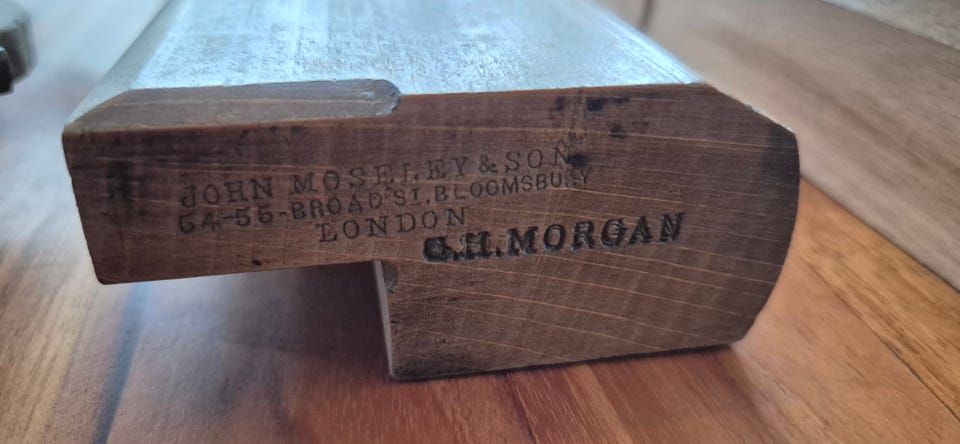 JOHN MOSELEY & SON
54-55-BROAD ST. BLOOMSBURY
LONDON
G.H.MORGAN